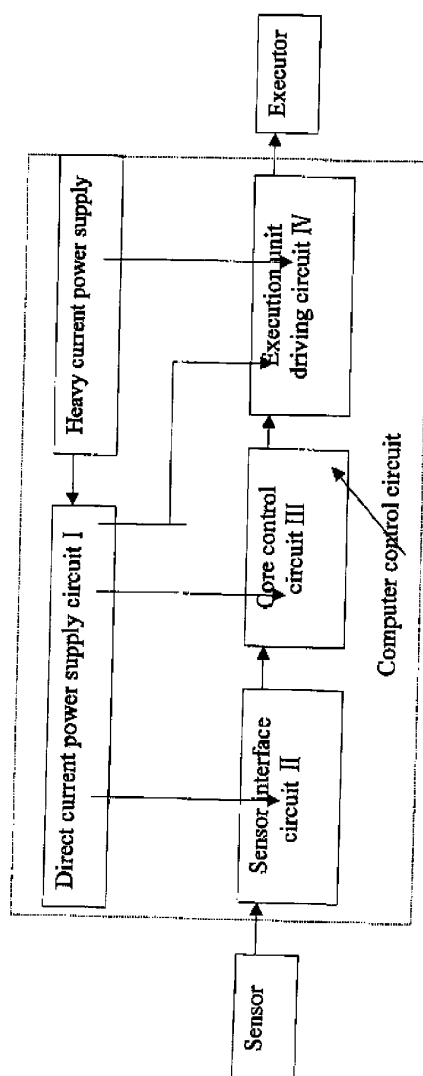 Direct current power supply circuit I
Heavy current power supply
Sensor
Sensor interface
circuit II
Core control
circuit III
Execution unit
driving circuit IV
Executor
Computer control circuit